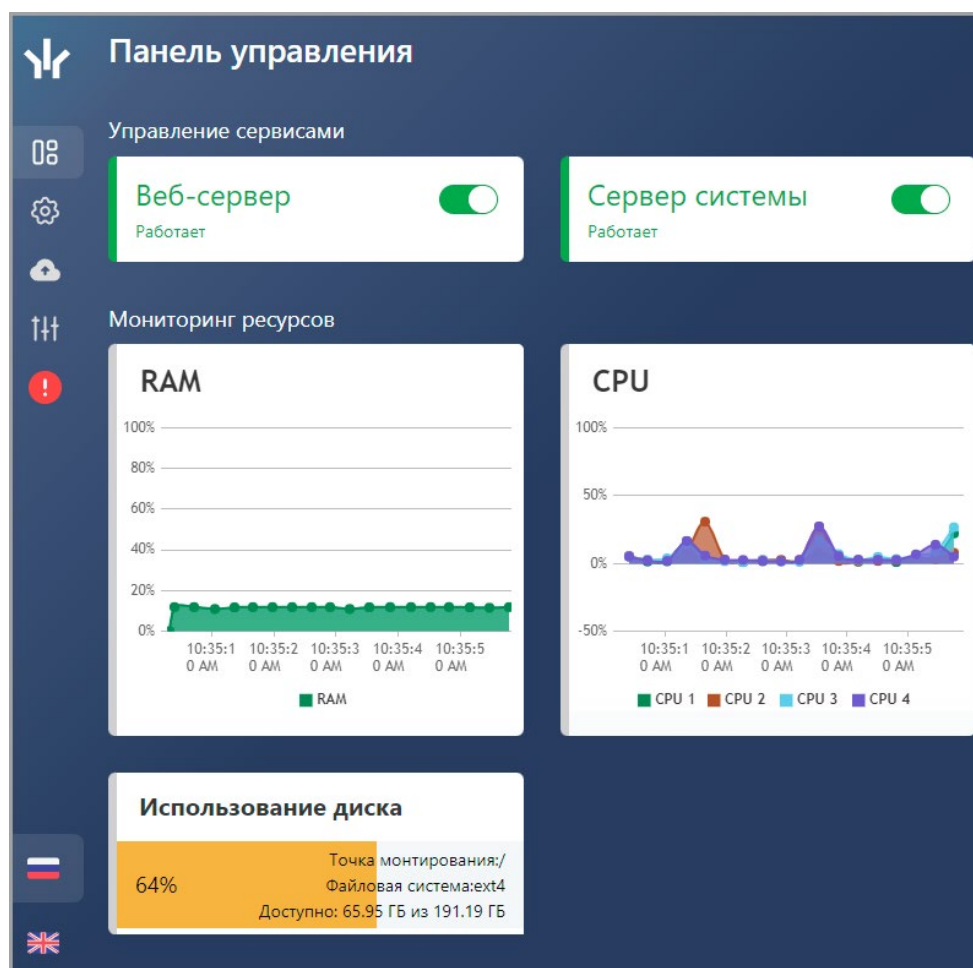 Панель управления
Управление сервисами
Веб-сервер
Работает
Сервер системы
Работает
Мониторинг ресурсов
RAM
100%
80%
60%
40%
20%
0%
10:35:1 10:35:2 10:35:3 10:35:4 10:35:5
0 AM 0 AM 0 AM 0 AM 0 AM
RAM
CPU
100%
50%
0%
-50%
10:35:1 10:35:2 10:35:3 10:35:4 10:35:5
0 AM 0 AM 0 AM 0 AM 0 AM
CPU 1 CPU 2 CPU 3 CPU 4
Использование диска
64%
Точка монтирования:/
Файловая система:ext4
Доступно: 65.95 ГБ из 191.19 ГБ